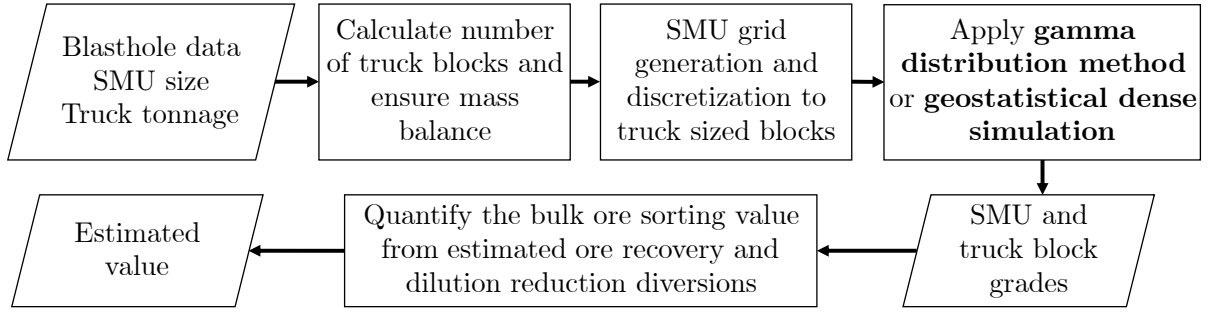 Blasthole data
SMU size
Truck tonnage
Calculate number
of truck blocks and
ensure mass
balance
SMU grid
generation and
discretization to
truck sized blocks
Apply gamma
distribution method
or geostatistical dense
simulation
SMU and
truck block
grades
Quantify the bulk ore sorting value
from estimated ore recovery and
dilution reduction diversions
Estimated
value